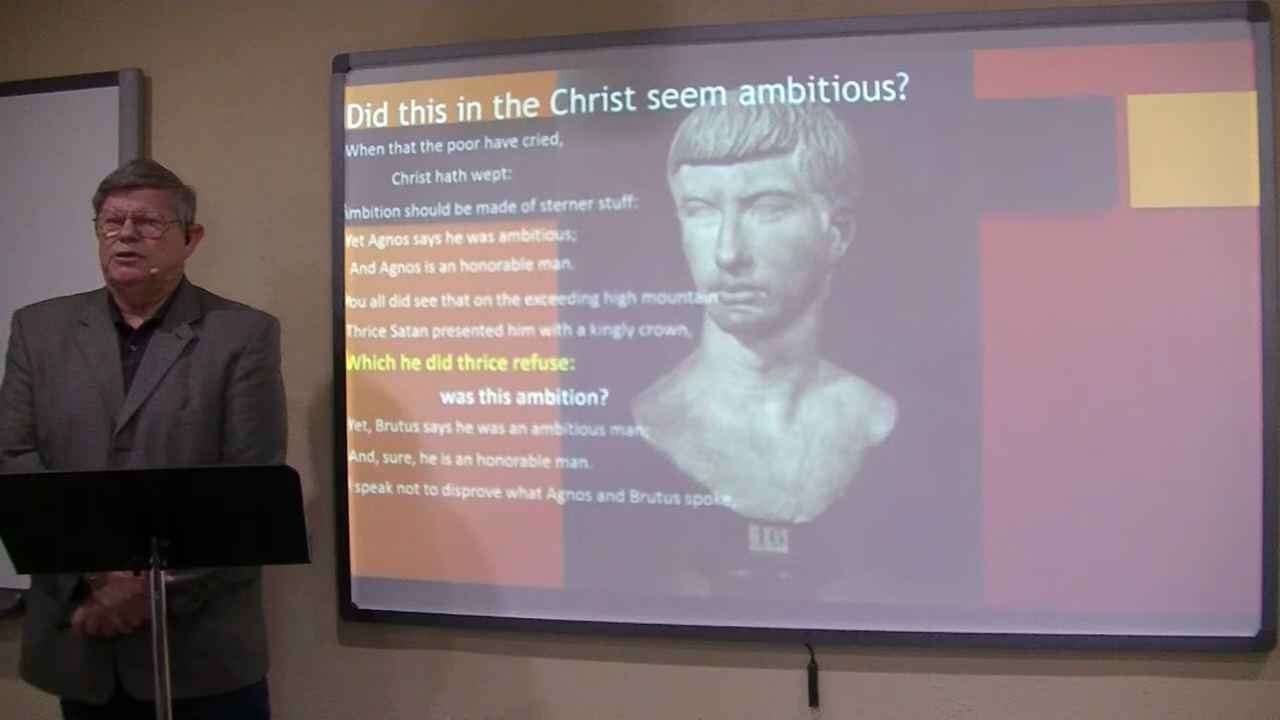 Did this in the Christ seem ambitious?
When that the poor have cried,
Christ hath wept:
Ambition should be made of sterner stuff:
Yet Agnos says he was ambitious;
And Agnos is an honorable man.
You all did see that on the exceeding high mountain
Thrice Satan presented him with a kingly crown,
Which he did thrice refuse:
was this ambition?
Yet, Brutus says he was an ambitious man;
And, sure, he is an honorable man.
I speak not to disprove what Agnos and Brutus spoke,